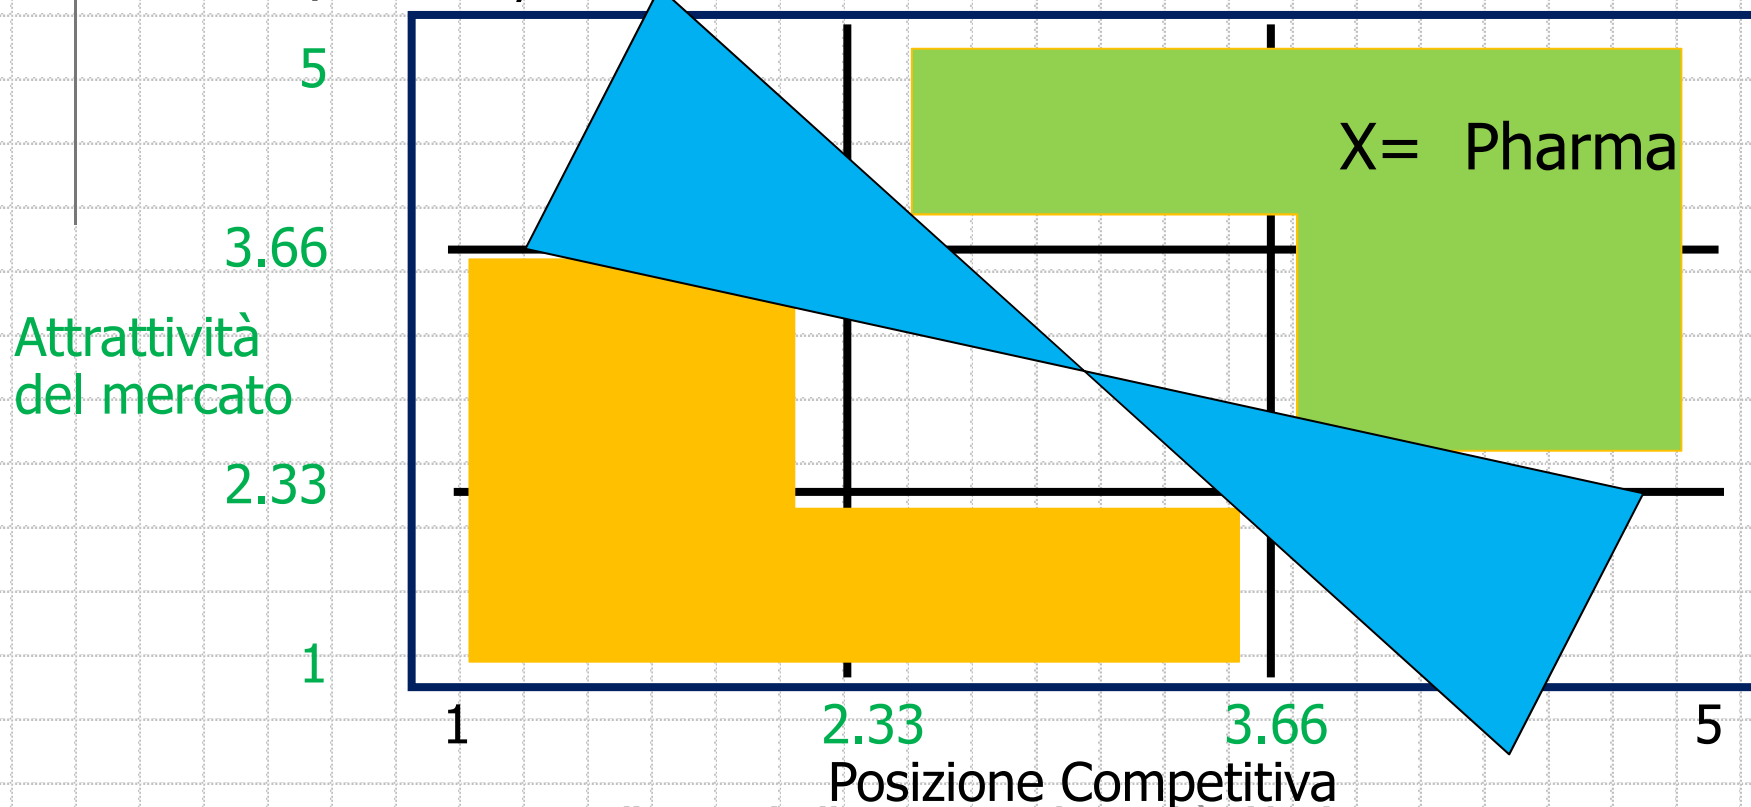 5
X= Pharma
3.66
Attrattività
del mercato
2.33
1
1 2.33 3.66 5
Posizione Competitiva